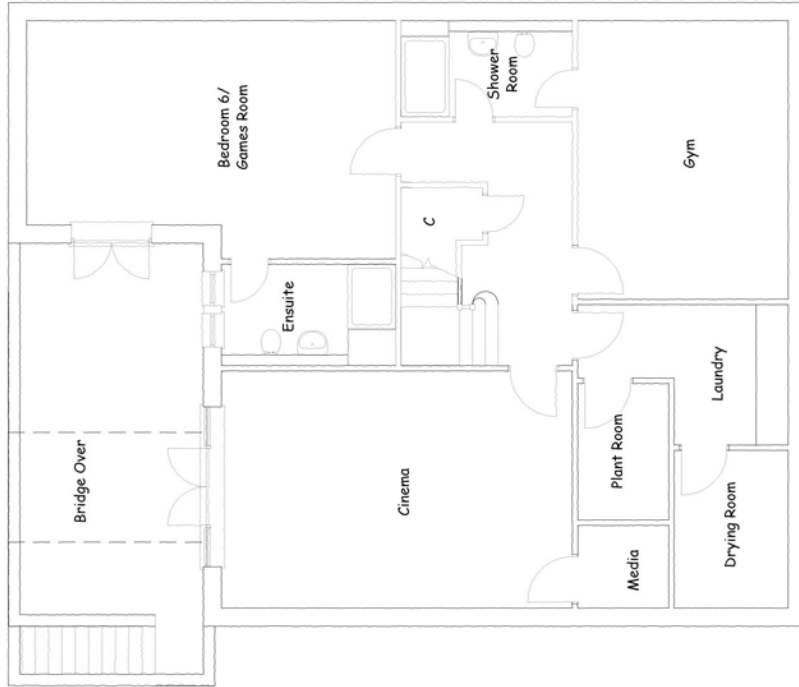 Bedroom 6/
Games Room
Shower
Room
Gym
C
Ensuite
Laundry
Bridge Over
Cinema
Plant Room
Drying Room
Media